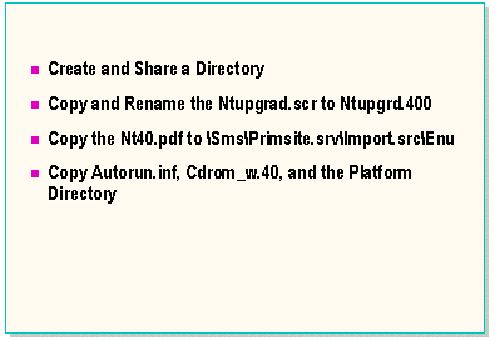 Create and Share a Directory
Copy and Rename the Ntupgrad.scr to Ntupgrd.400
Copy the Nt40.pdf to \Sms\Primsite.srv\Import.src\Enu
Copy Autorun.inf, Cdrom_w.40, and the Platform
Directory